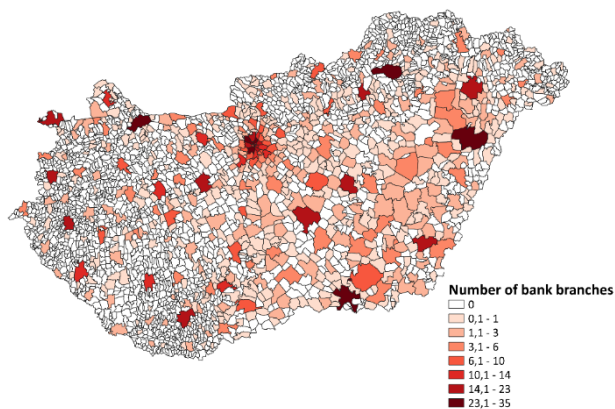 Number of bank branches
0
0,1 - 1
1,1 - 3
3,1 - 6
6,1 - 10
10,1 - 14
14,1 - 23
23,1 - 35